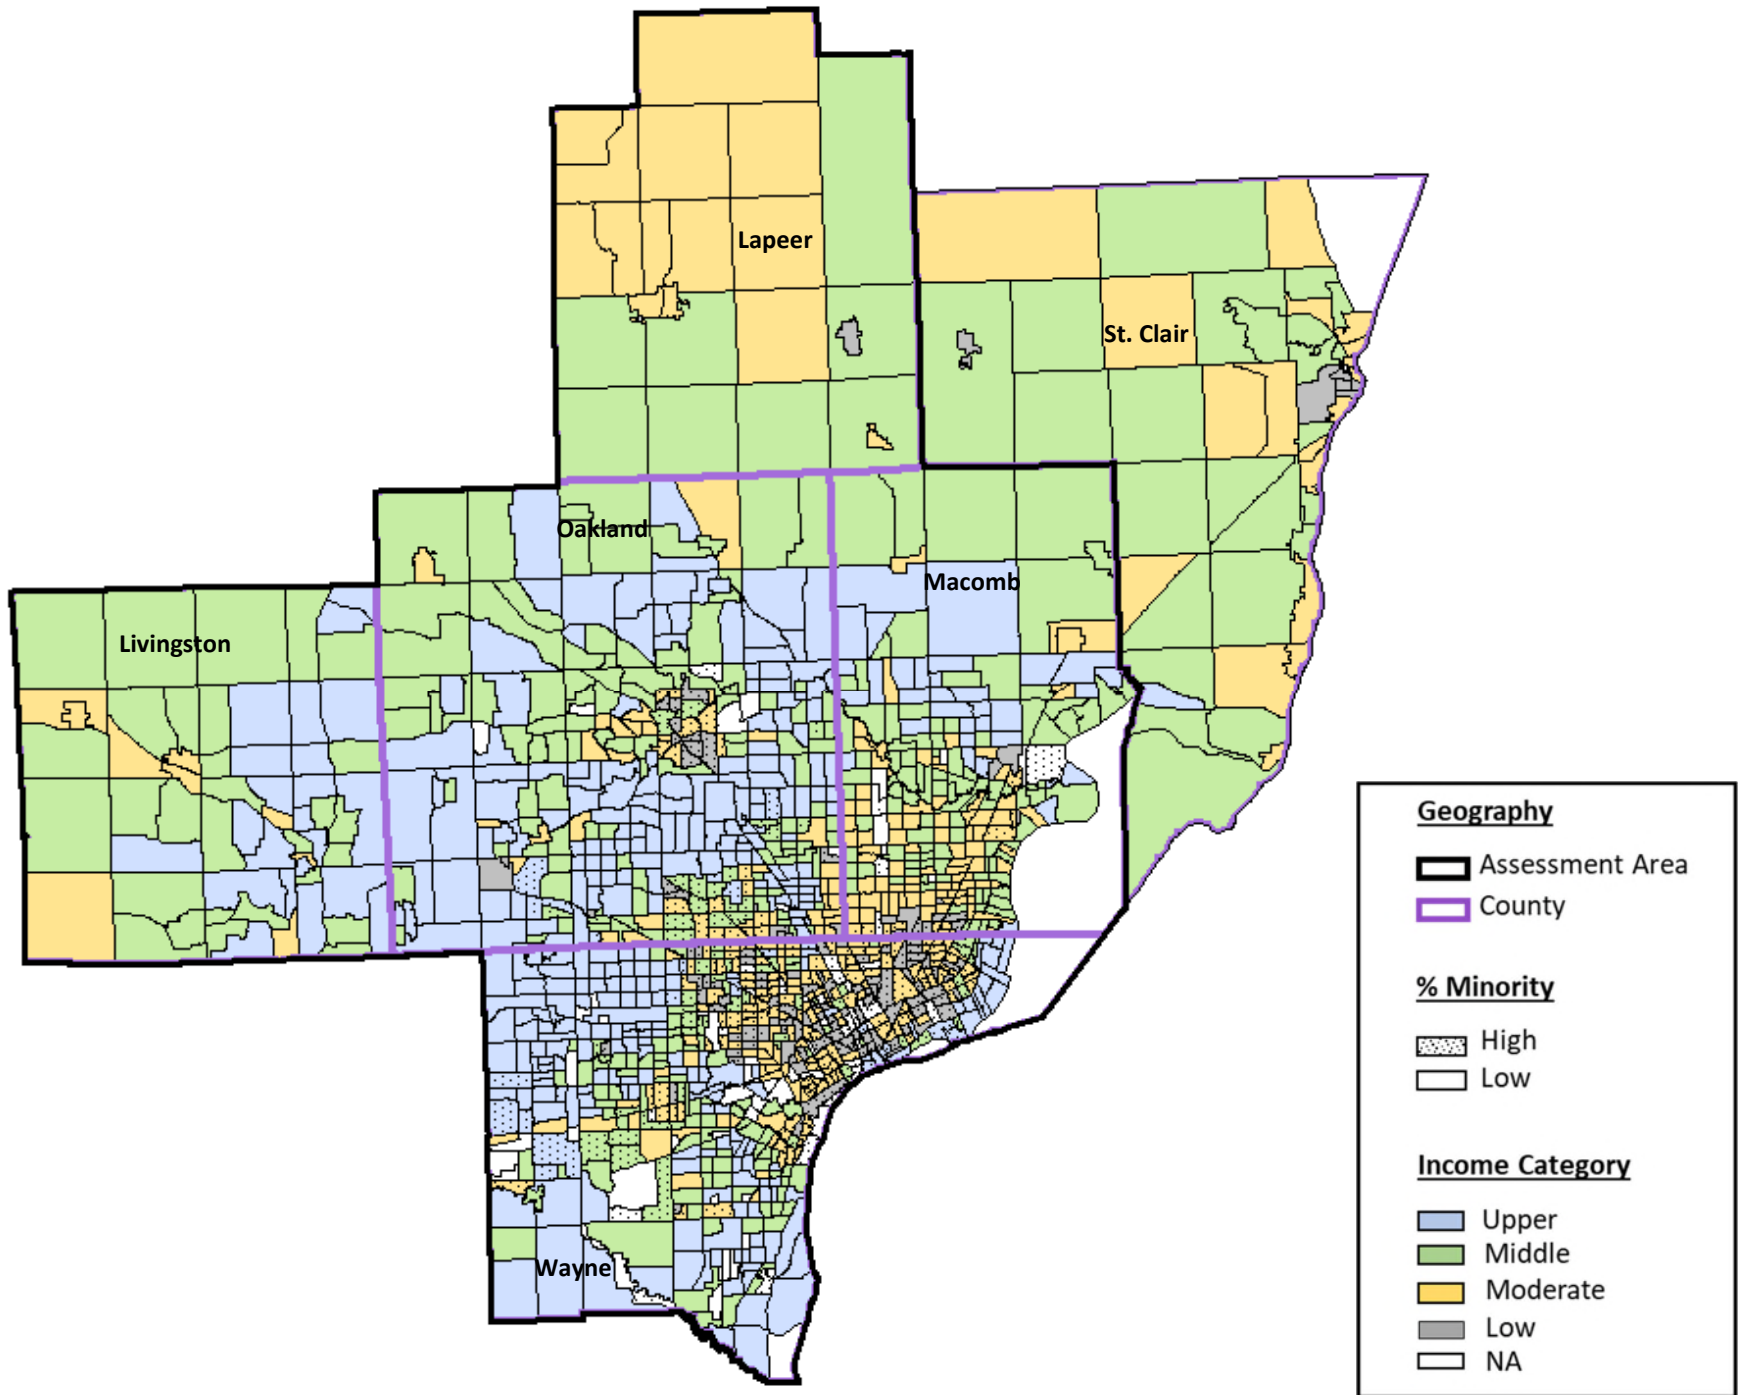 Lapeer
St. Clair
Oakland
Macomb
Livingston
Wayne
Geography
Assessment Area
County
% Minority
High
Low
Income Category
Upper
Middle
Moderate
Low
NA